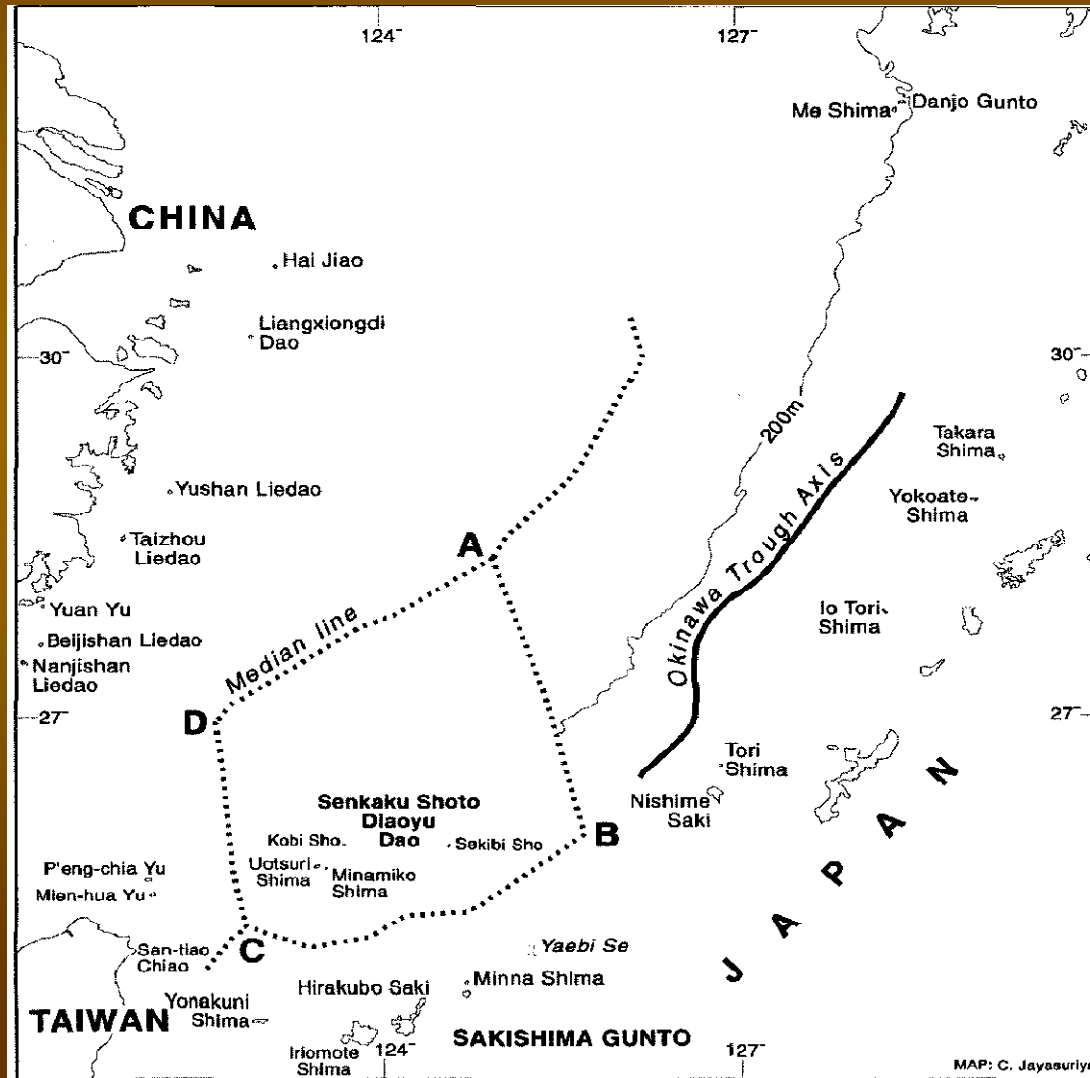 124-
127-
Me Shima
Danjo Gunto
CHINA
Hai Jiao
Liangxiongdi
Dao
30-
30-
200m
Takara
Shima
Yushan Liedao
Yokoate
Shima
A
Taizhou
Liedao
Okinawa Trough Axis
Yuan Yu
Io Tori
Shima
Median line
Beijishan Liedao
Nanjishan
Liedao
D
27-
27-
Tori
Shima
Senkaku Shoto
Diaoyu
Dao
Nishime
Saki
B
Kobi Sho
Sekibi Sho
JAPAN
P'eng-chia Yu
Uotsuri
Shima
Minamiko
Shima
Mien-hua Yu
C
San-tiao
Chiao
Yaebi Se
Minna Shima
Hirakubo Saki
TAIWAN
Yonakuni
Shima
SAKISHIMA GUNTO
Iriomote
Shima
124-
127-
MAP: C. Jayasuriya